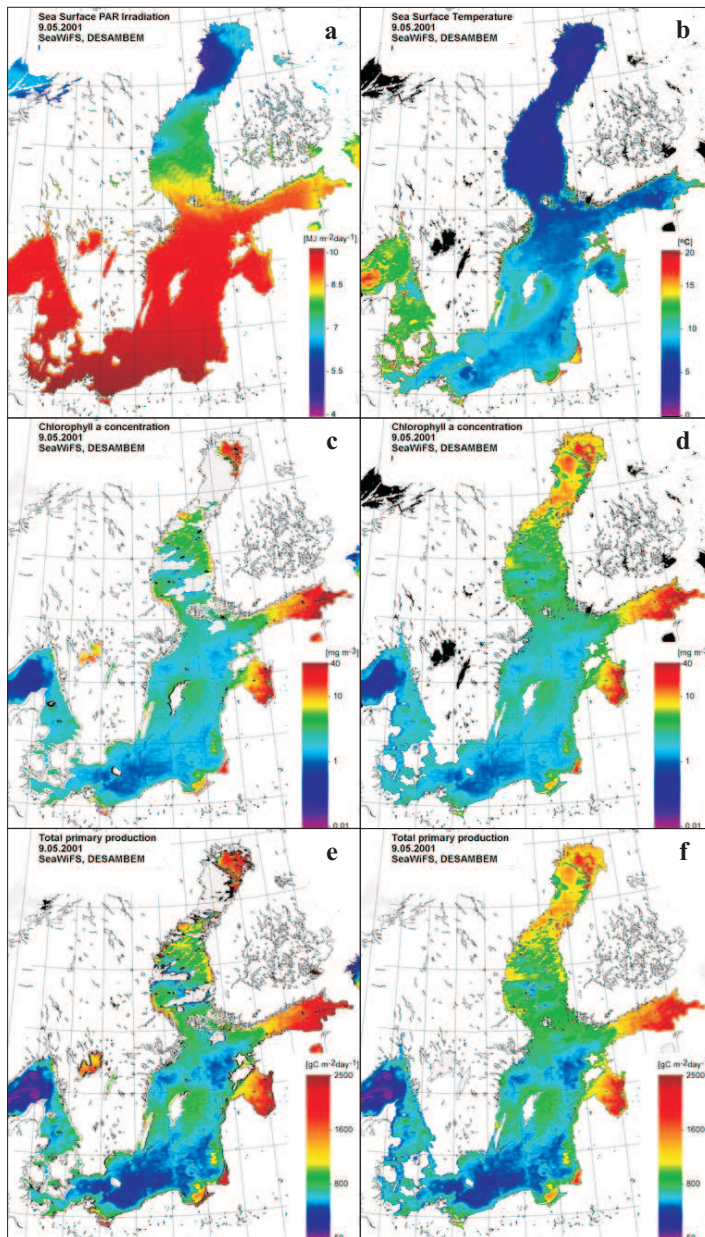 Sea Surface PAR Irradiation
9.05.2001
SeaWiFS, DESAMBEM
a
[MJ m-2day-1]
10
8.5
7
5.5
4
Sea Surface Temperature
9.05.2001
SeaWiFS, DESAMBEM
b
[°C]
20
15
10
5
0
Chlorophyll a concentration
9.05.2001
SeaWiFS, DESAMBEM
c
[mg m-3]
40
10
1
0.01
Chlorophyll a concentration
9.05.2001
SeaWiFS, DESAMBEM
d
[mg m-3]
40
10
1
0.01
Total primary production
9.05.2001
SeaWiFS, DESAMBEM
e
[gC m-2day-1]
2500
1600
800
50
Total primary production
9.05.2001
SeaWiFS, DESAMBEM
f
[gC m-2day-1]
2500
1600
800
50